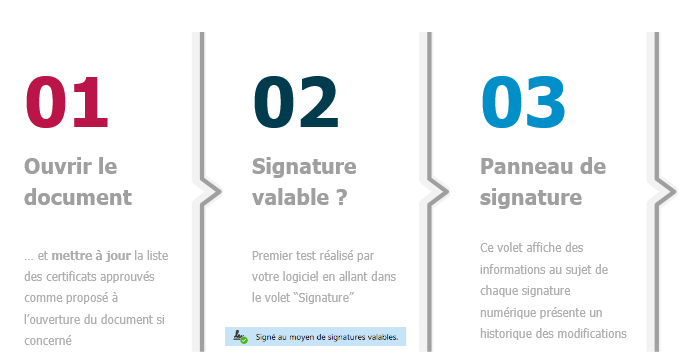 01
Ouvrir le
document
... et mettre à jour la liste
des certificats approuvés
comme proposé à
l'ouverture du document si
concerné
02
Signature
valable ?
Premier test réalisé par
votre logiciel en allant dans
le volet "Signature"
Signé au moyen de signatures valables.
03
Panneau de
signature
Ce volet affiche des
informations au sujet de
chaque signature
numérique présente un
historique des modifications